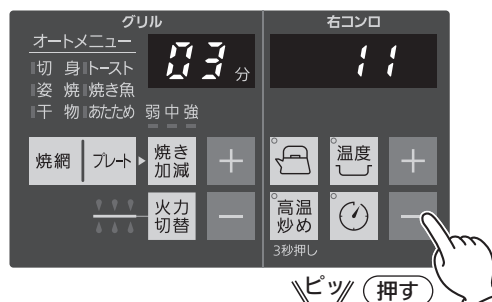 グリル
オートメニュー
切 身 トースト
姿 焼 焼き魚
干 物 あたため
03 分
弱 中 強
焼網 プレート
焼き
加減
+
火力
切替
−
右コンロ
11
温度
+
高温
炒め
3秒押し
−
ピッ 押す